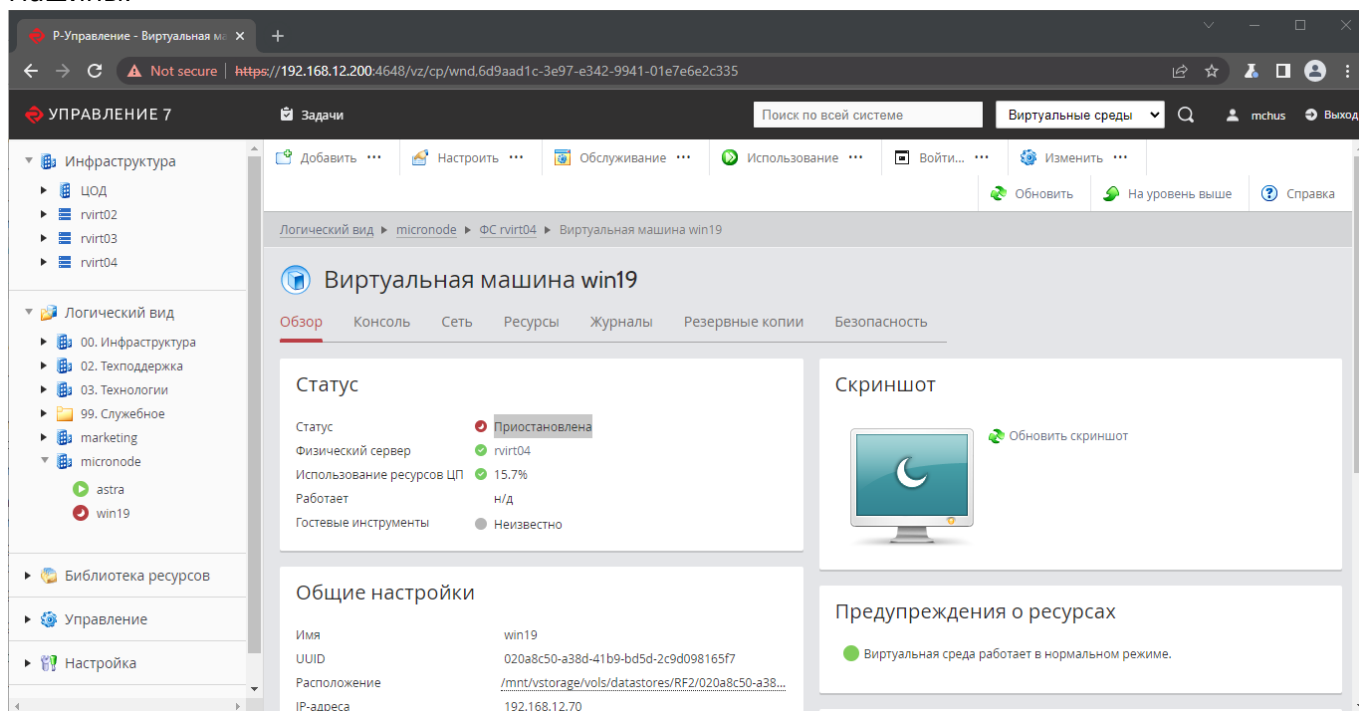 Р-Управление - Виртуальная ма
Not secure https://192.168.12.200:4648/vz/cp/wnd,6d9aad1c-3e97-e342-9941-01e7e6e2c335
УПРАВЛЕНИЕ 7
Задачи
Поиск по всей системе
Виртуальные среды
mchus
Выход
Инфраструктура
ЦОД
rvirt02
rvirt03
rvirt04
Логический вид
00. Инфраструктура
02. Техподдержка
03. Технологии
99. Служебное
marketing
micronode
astra
win19
Библиотека ресурсов
Управление
Настройка
Добавить ••• Настроить ••• Обслуживание ••• Использование ••• Войти... ••• Изменить •••
Обновить На уровень выше Справка
Логический вид ▸ micronode ▸ ФС rvirt04 ▸ Виртуальная машина win19
Виртуальная машина win19
Обзор Консоль Сеть Ресурсы Журналы Резервные копии Безопасность
Статус
Статус Приостановлена
Физический сервер rvirt04
Использование ресурсов ЦП 15.7%
Работает н/д
Гостевые инструменты Неизвестно
Скриншот
Обновить скриншот
Общие настройки
Имя win19
UUID 020a8c50-a38d-41b9-bd5d-2c9d098165f7
Расположение /mnt/vstorage/vols/datastores/RF2/020a8c50-a38...
IP-адреса 192.168.12.70
Предупреждения о ресурсах
Виртуальная среда работает в нормальном режиме.